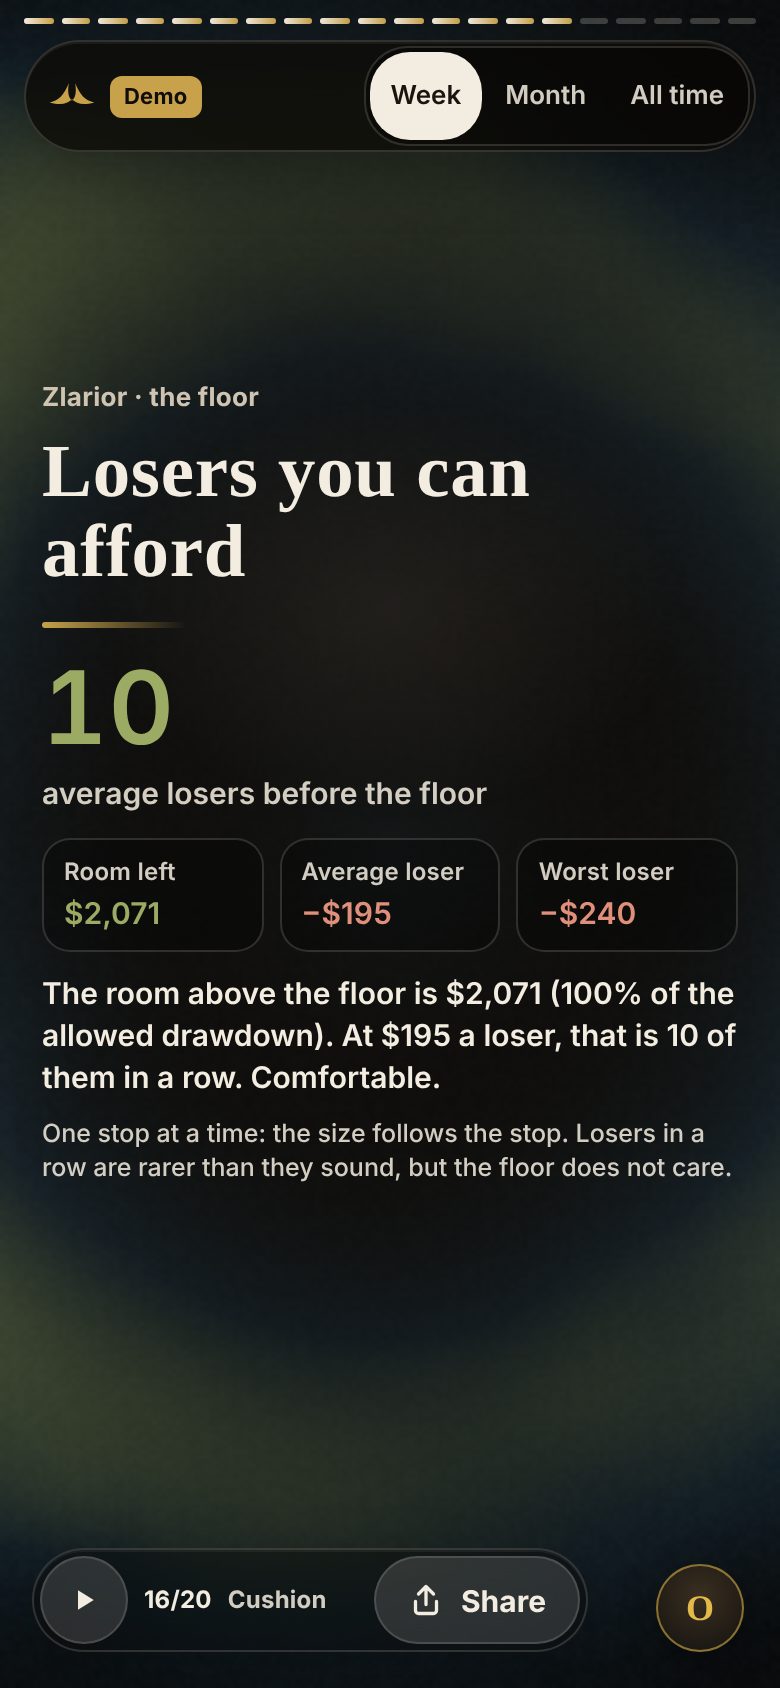 Demo
Week Month All time
Zlarior · the floor
Losers you can
afford
10
average losers before the floor
Room left Average loser Worst loser
$2,071 −$195 −$240
The room above the floor is $2,071 (100% of the
allowed drawdown). At $195 a loser, that is 10 of
them in a row. Comfortable.
One stop at a time: the size follows the stop. Losers in a
row are rarer than they sound, but the floor does not care.
16/20 Cushion Share O